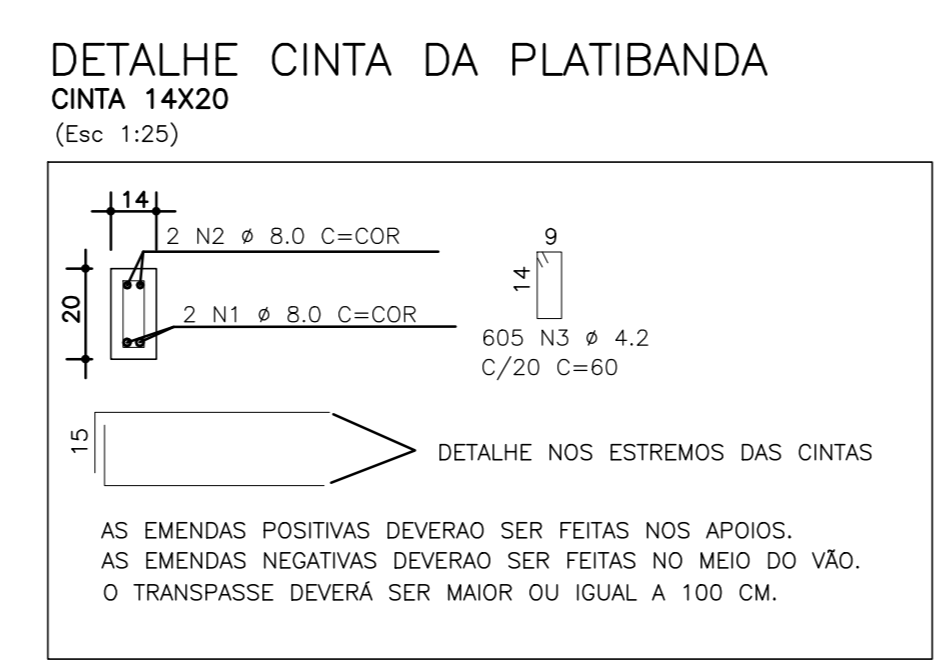 DETALHE CINTA DA PLATIBANDA
CINTA 14X20
(Esc 1:25)
14
2 N2 ø 8.0 C=COR
9
14
20
2 N1 ø 8.0 C=COR
605 N3 ø 4.2
C/20 C=60
15
DETALHE NOS ESTREMOS DAS CINTAS
AS EMENDAS POSITIVAS DEVERAO SER FEITAS NOS APOIOS.
AS EMENDAS NEGATIVAS DEVERAO SER FEITAS NO MEIO DO VÃO.
O TRANSPASSE DEVERÁ SER MAIOR OU IGUAL A 100 CM.